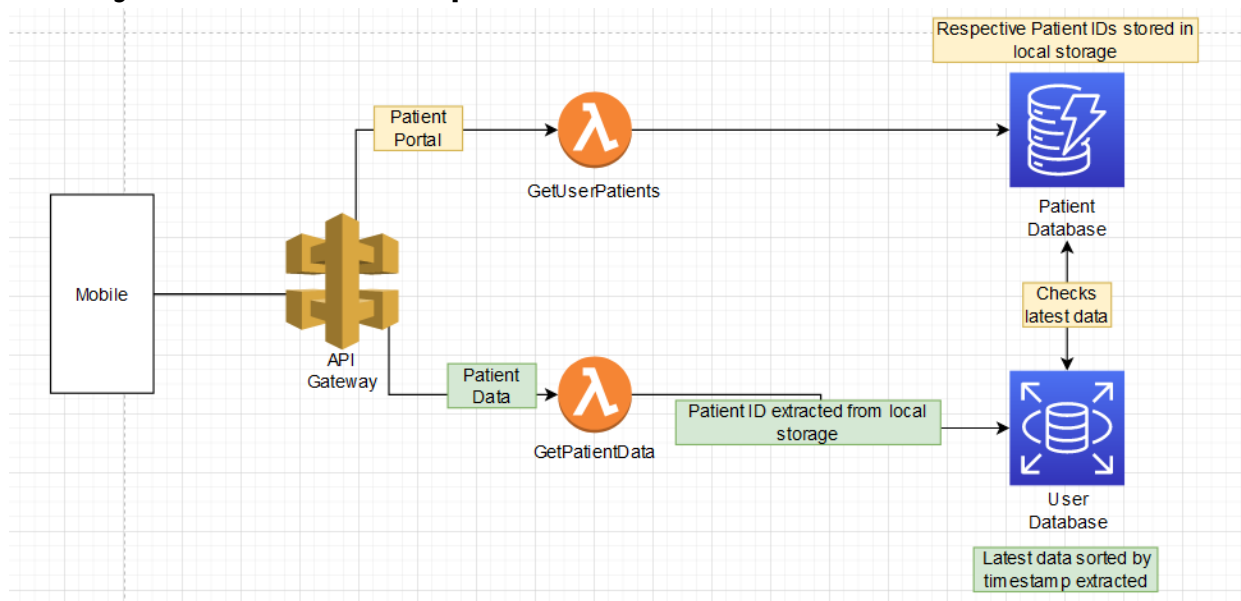 Respective Patient IDs stored in
local storage
Patient
Portal
GetUserPatients
Patient
Database
Mobile
Checks
latest data
API
Gateway
Patient
Data
Patient ID extracted from local
storage
GetPatientData
User
Database
Latest data sorted by
timestamp extracted